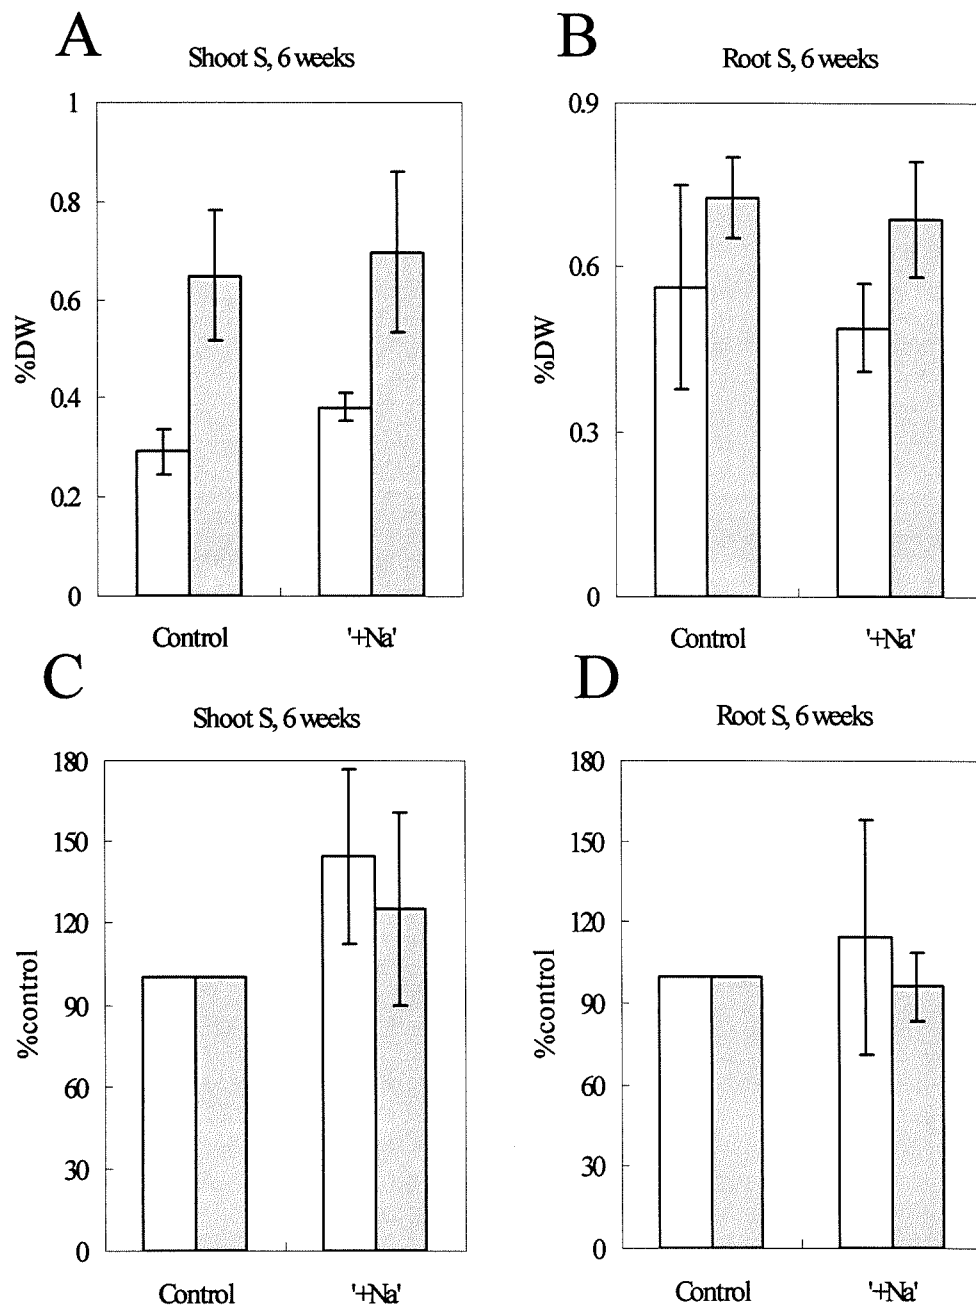 A
Shoot S, 6 weeks
%DW
1
0.8
0.6
0.4
0.2
0
Control
'+Na'
B
Root S, 6 weeks
%DW
0.9
0.6
0.3
0
Control
'+Na'
C
Shoot S, 6 weeks
%control
180
150
120
90
60
30
0
Control
'+Na'
D
Root S, 6 weeks
%control
180
150
120
90
60
30
0
Control
'+Na'